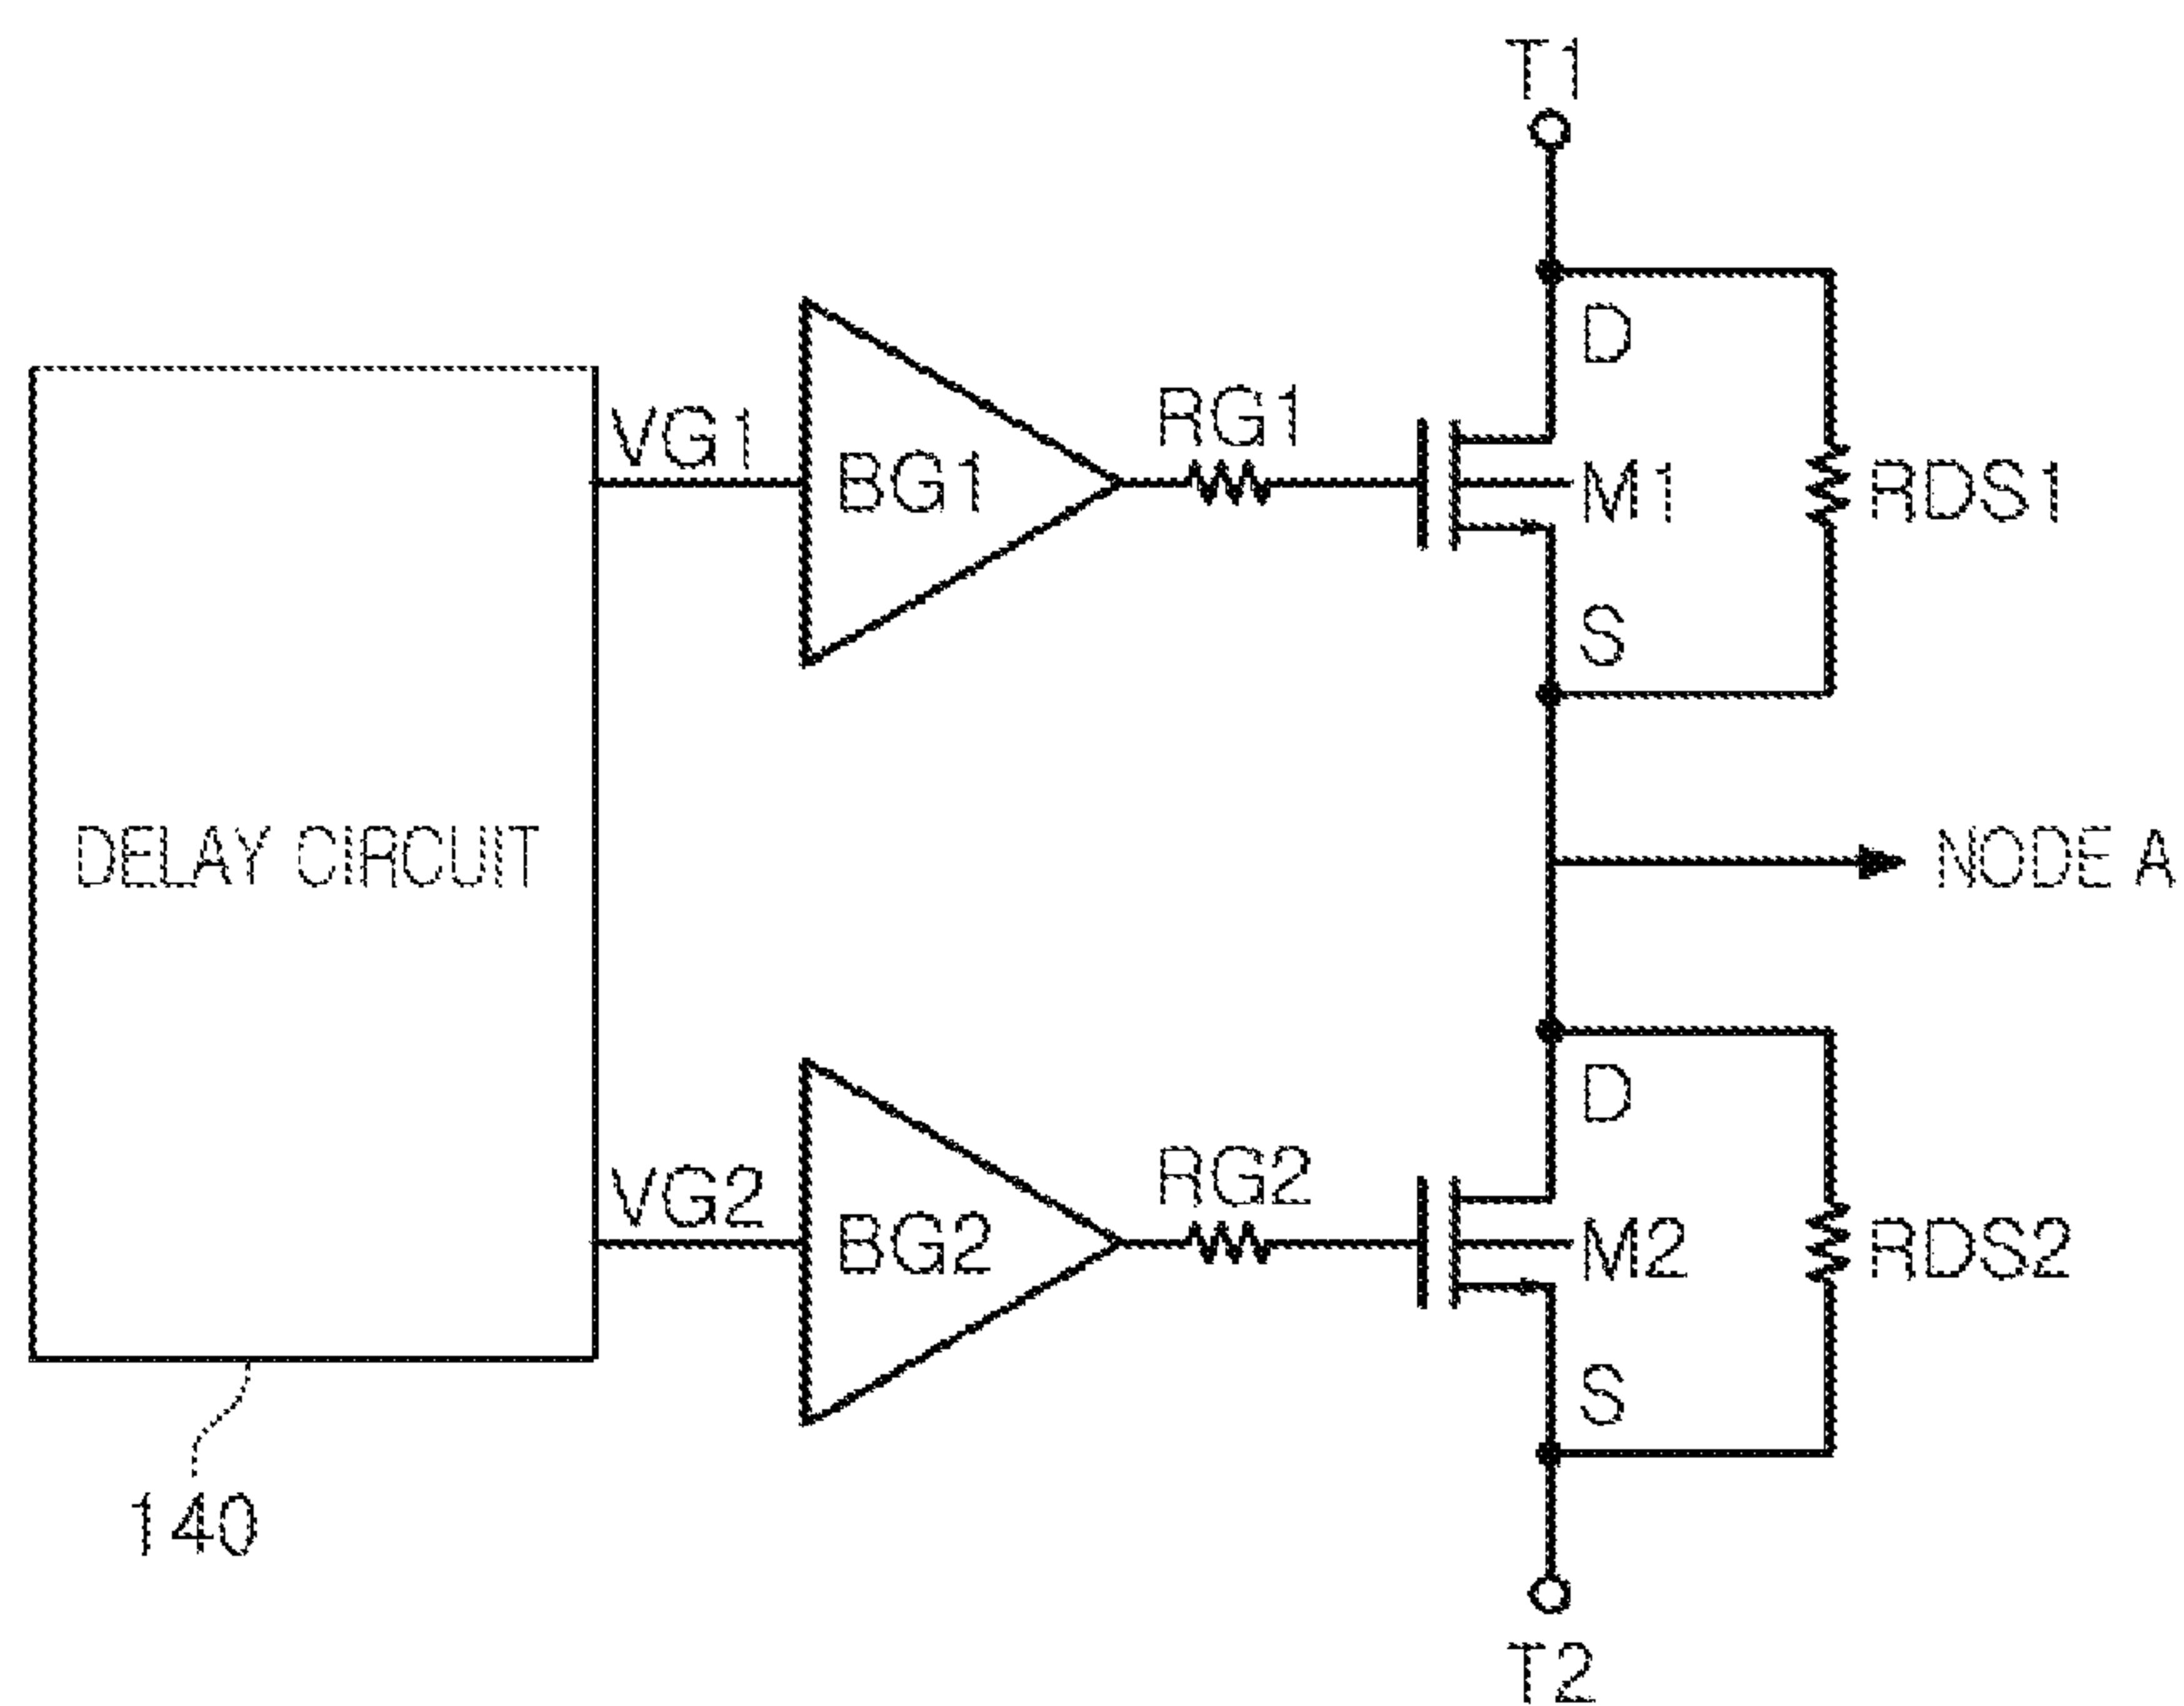 T1
D
VG1
BG1
RG1
M1
RDS1
S
DELAY CIRCUIT
NODE A
D
VG2
BG2
RG2
M2
RDS2
S
140
T2